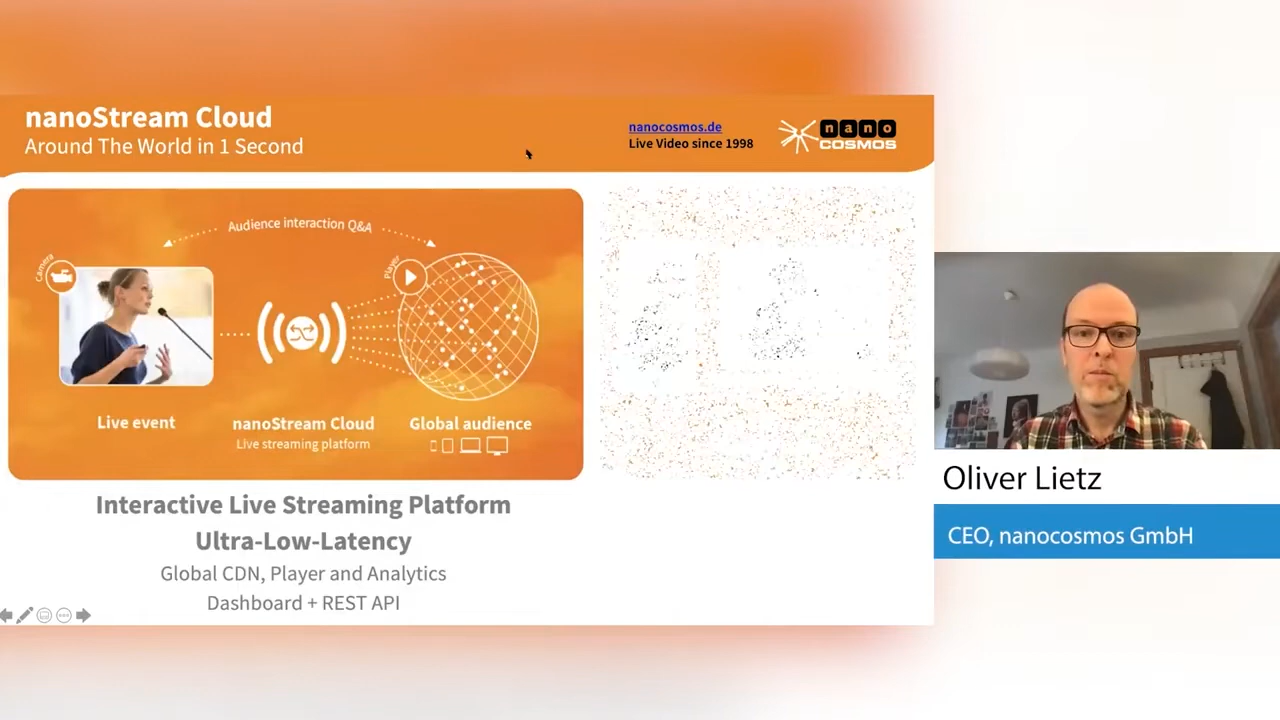 nanoStream Cloud
Around The World in 1 Second
nanocosmos.de
Live Video since 1998
nano
COSMOS
Audience interaction Q&A
Camera
Player
Live event
nanoStream Cloud
Live streaming platform
Global audience
Interactive Live Streaming Platform
Ultra-Low-Latency
Global CDN, Player and Analytics
Dashboard + REST API
Oliver Lietz
CEO, nanocosmos GmbH